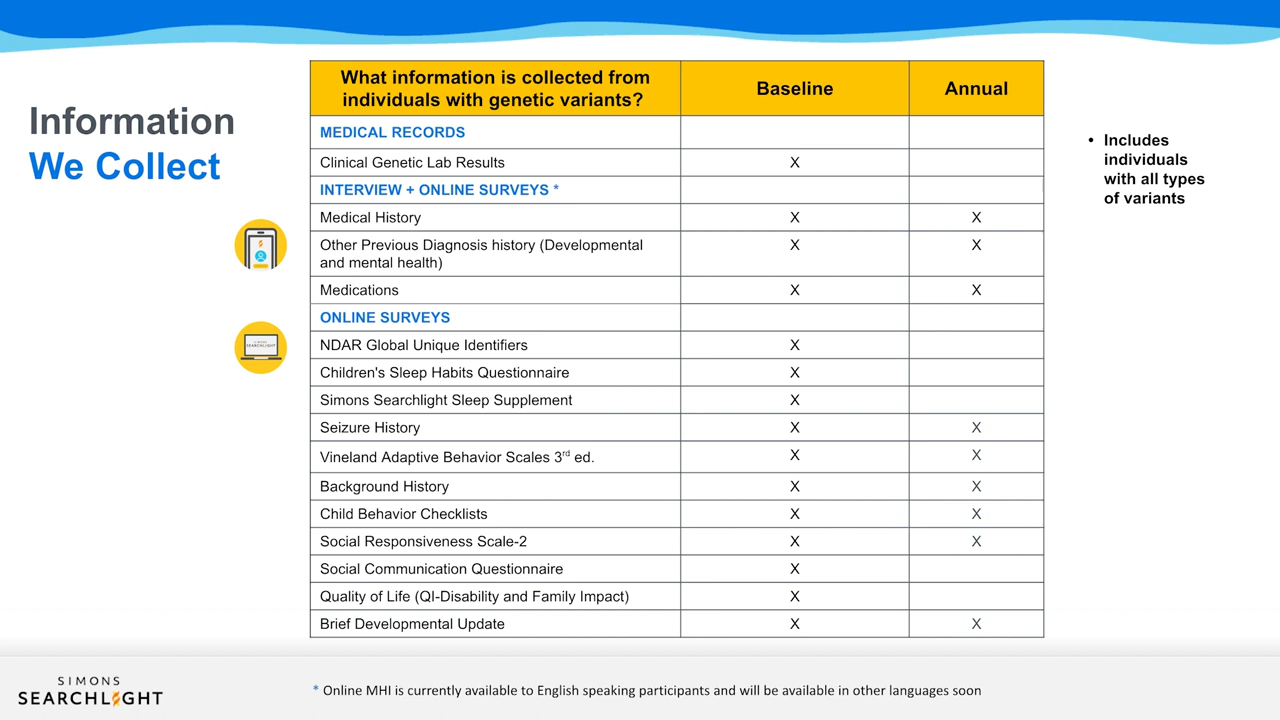 Information
We Collect
What information is collected from
individuals with genetic variants?
Baseline
Annual
MEDICAL RECORDS
Clinical Genetic Lab Results X
INTERVIEW + ONLINE SURVEYS *
Medical History X X
Other Previous Diagnosis history (Developmental X X
and mental health)
Medications X X
ONLINE SURVEYS
NDAR Global Unique Identifiers X
Children's Sleep Habits Questionnaire X
Simons Searchlight Sleep Supplement X
Seizure History X X
Vineland Adaptive Behavior Scales 3rd ed. X X
Background History X X
Child Behavior Checklists X X
Social Responsiveness Scale-2 X X
Social Communication Questionnaire X
Quality of Life (QI-Disability and Family Impact) X
Brief Developmental Update X X
• Includes
individuals
with all types
of variants
SIMONS
SEARCHLIGHT
SIMONS
SEARCHLIGHT
* Online MHI is currently available to English speaking participants and will be available in other languages soon